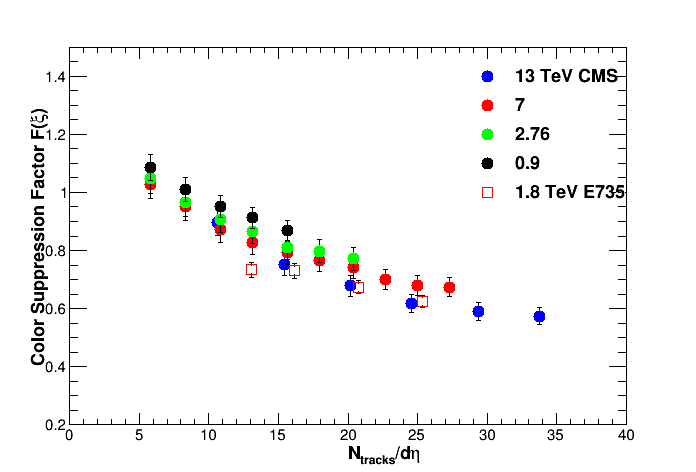 1.4
1.2
1
0.8
0.6
0.4
0.2
0 5 10 15 20 25 30 35 40
Color Suppression Factor F(ξ)
N_tracks/dη
13 TeV CMS
7
2.76
0.9
1.8 TeV E735